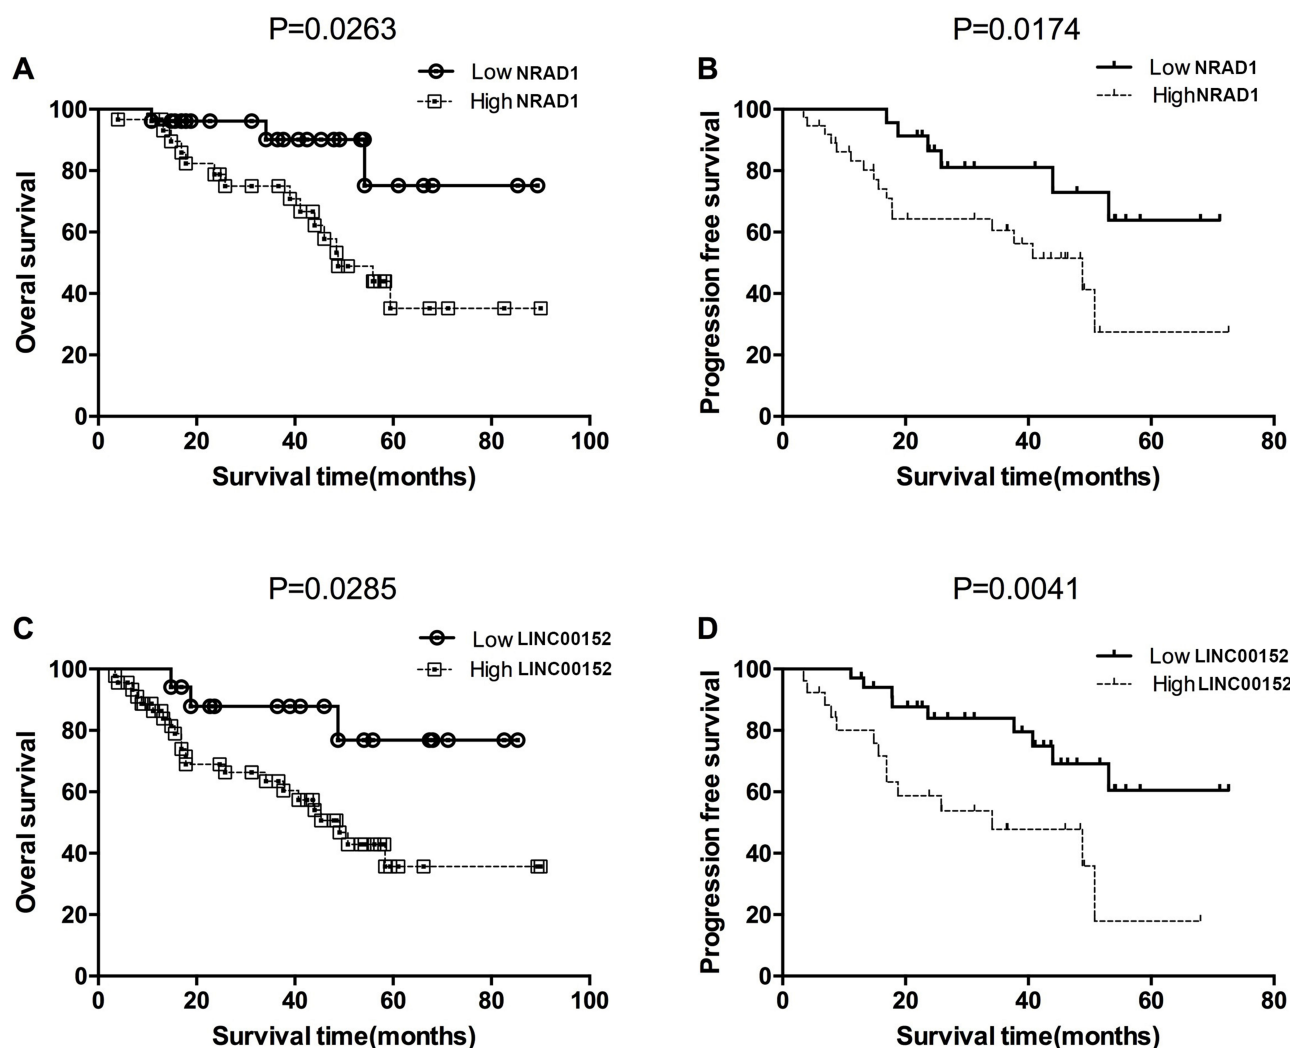 P=0.0263
A
Low NRAD1
High NRAD1
Overal survival
100
80
60
40
20
0
0 20 40 60 80 100
Survival time(months)
P=0.0174
B
Low NRAD1
HighNRAD1
Progression free survival
100
80
60
40
20
0
0 20 40 60 80
Survival time(months)
P=0.0285
C
Low LINC00152
High LINC00152
Overal survival
100
80
60
40
20
0
0 20 40 60 80 100
Survival time(months)
P=0.0041
D
Low LINC00152
High LINC00152
Progression free survival
100
80
60
40
20
0
0 20 40 60 80
Survival time(months)